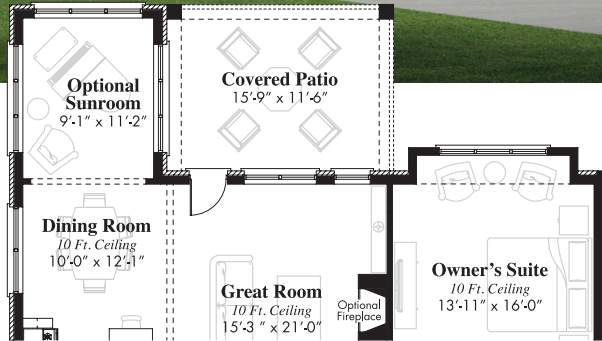 Optional
Sunroom
9'-1" x 11'-2"
Covered Patio
15'-9" x 11'-6"
Dining Room
10 Ft. Ceiling
10'-0" x 12'-1"
Great Room
10 Ft. Ceiling
15'-3 " x 21'-0"
Optional
Fireplace
Owner's Suite
10 Ft. Ceiling
13'-11" x 16'-0"